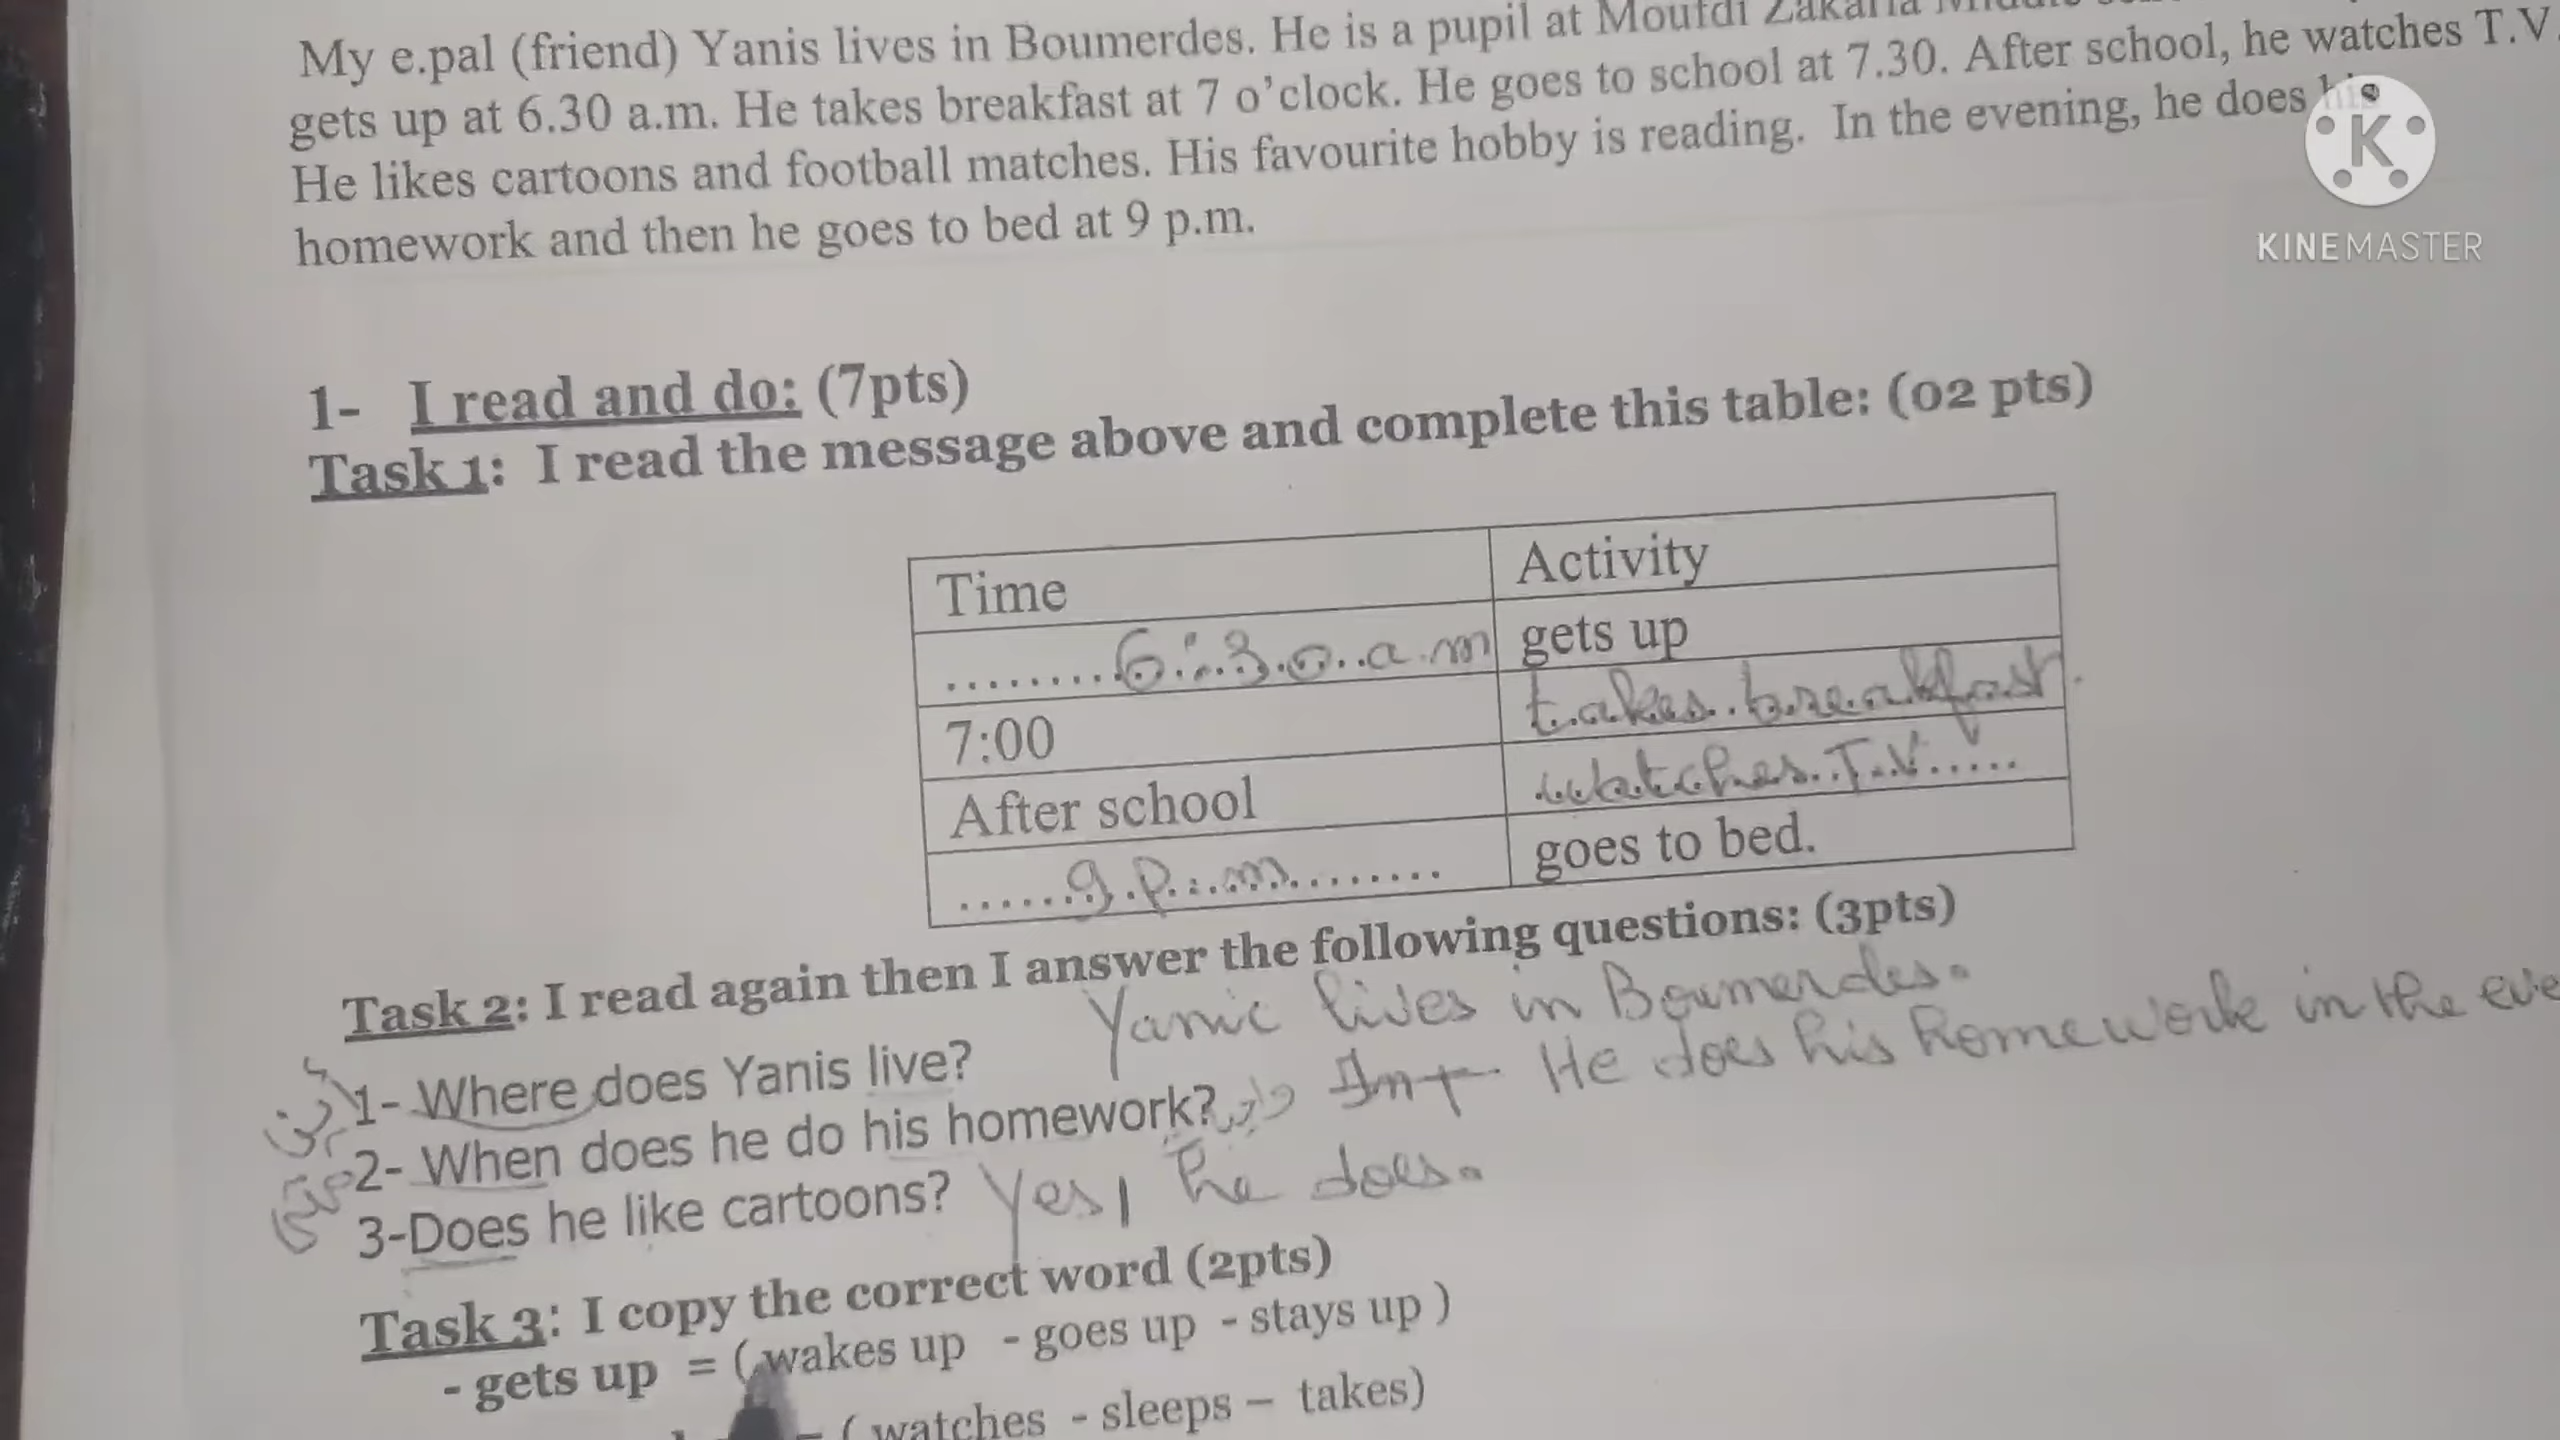 My e.pal (friend) Yanis lives in Boumerdes. He is a pupil at Moufdi Zakaria
gets up at 6.30 a.m. He takes breakfast at 7 o'clock. He goes to school at 7.30. After school, he watches T.V.
He likes cartoons and football matches. His favourite hobby is reading. In the evening, he does his
homework and then he goes to bed at 9 p.m.
K
KINEMASTER
1- I read and do: (7pts)
Task 1: I read the message above and complete this table: (02 pts)
Time Activity
.........6:30 a.m gets up
7:00 takes breakfast.
After school watches T.V.....
......9.p.m......... goes to bed.
Task 2: I read again then I answer the following questions: (3pts)
1- Where does Yanis live? Yanic lives in Boumerdes.
2- When does he do his homework? He does his homework in the eve
3-Does he like cartoons? Yes, he does.
Task 3: I copy the correct word (2pts)
- gets up = ( wakes up - goes up - stays up )
= ( watches - sleeps – takes)